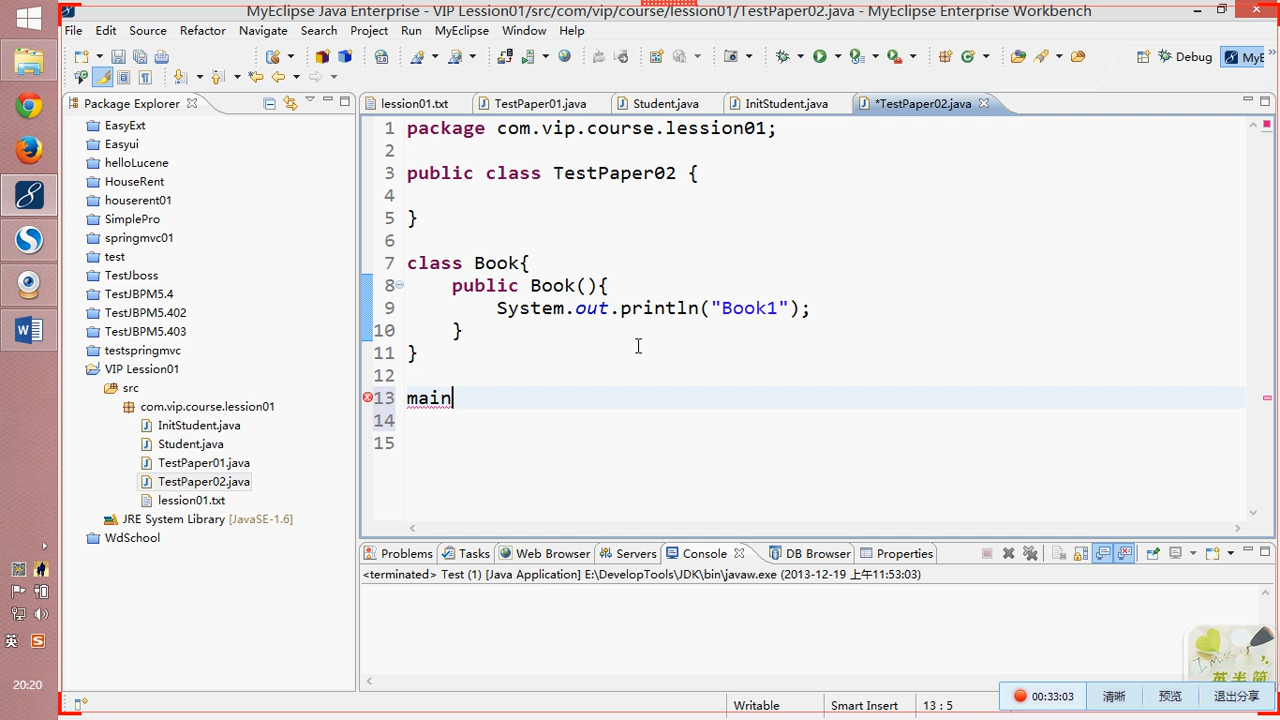 MyEclipse Java Enterprise - VIP Lession01/src/com/vip/course/lession01/TestPaper02.java - MyEclipse Enterprise Workbench
File Edit Source Refactor Navigate Search Project Run MyEclipse Window Help
Debug MyE
Package Explorer
lession01.txt TestPaper01.java Student.java InitStudent.java *TestPaper02.java
EasyExt
Easyui
helloLucene
HouseRent
houserent01
SimplePro
springmvc01
test
TestJboss
TestJBPM5.4
TestJBPM5.402
TestJBPM5.403
testspringmvc
VIP Lession01
src
com.vip.course.lession01
InitStudent.java
Student.java
TestPaper01.java
TestPaper02.java
lession01.txt
JRE System Library [JavaSE-1.6]
WdSchool
1 package com.vip.course.lession01;
2
3 public class TestPaper02 {
4
5 }
6
7 class Book{
8 public Book(){
9 System.out.println("Book1");
10 }
11 }
12
13 main
14
15
Problems Tasks Web Browser Servers Console DB Browser Properties
<terminated> Test (1) [Java Application] E:\DevelopTools\JDK\bin\javaw.exe (2013-12-19 上午11:53:03)
英
20:20
英半简
Writable Smart Insert 13 : 5
00:33:03 清晰 预览 退出分享